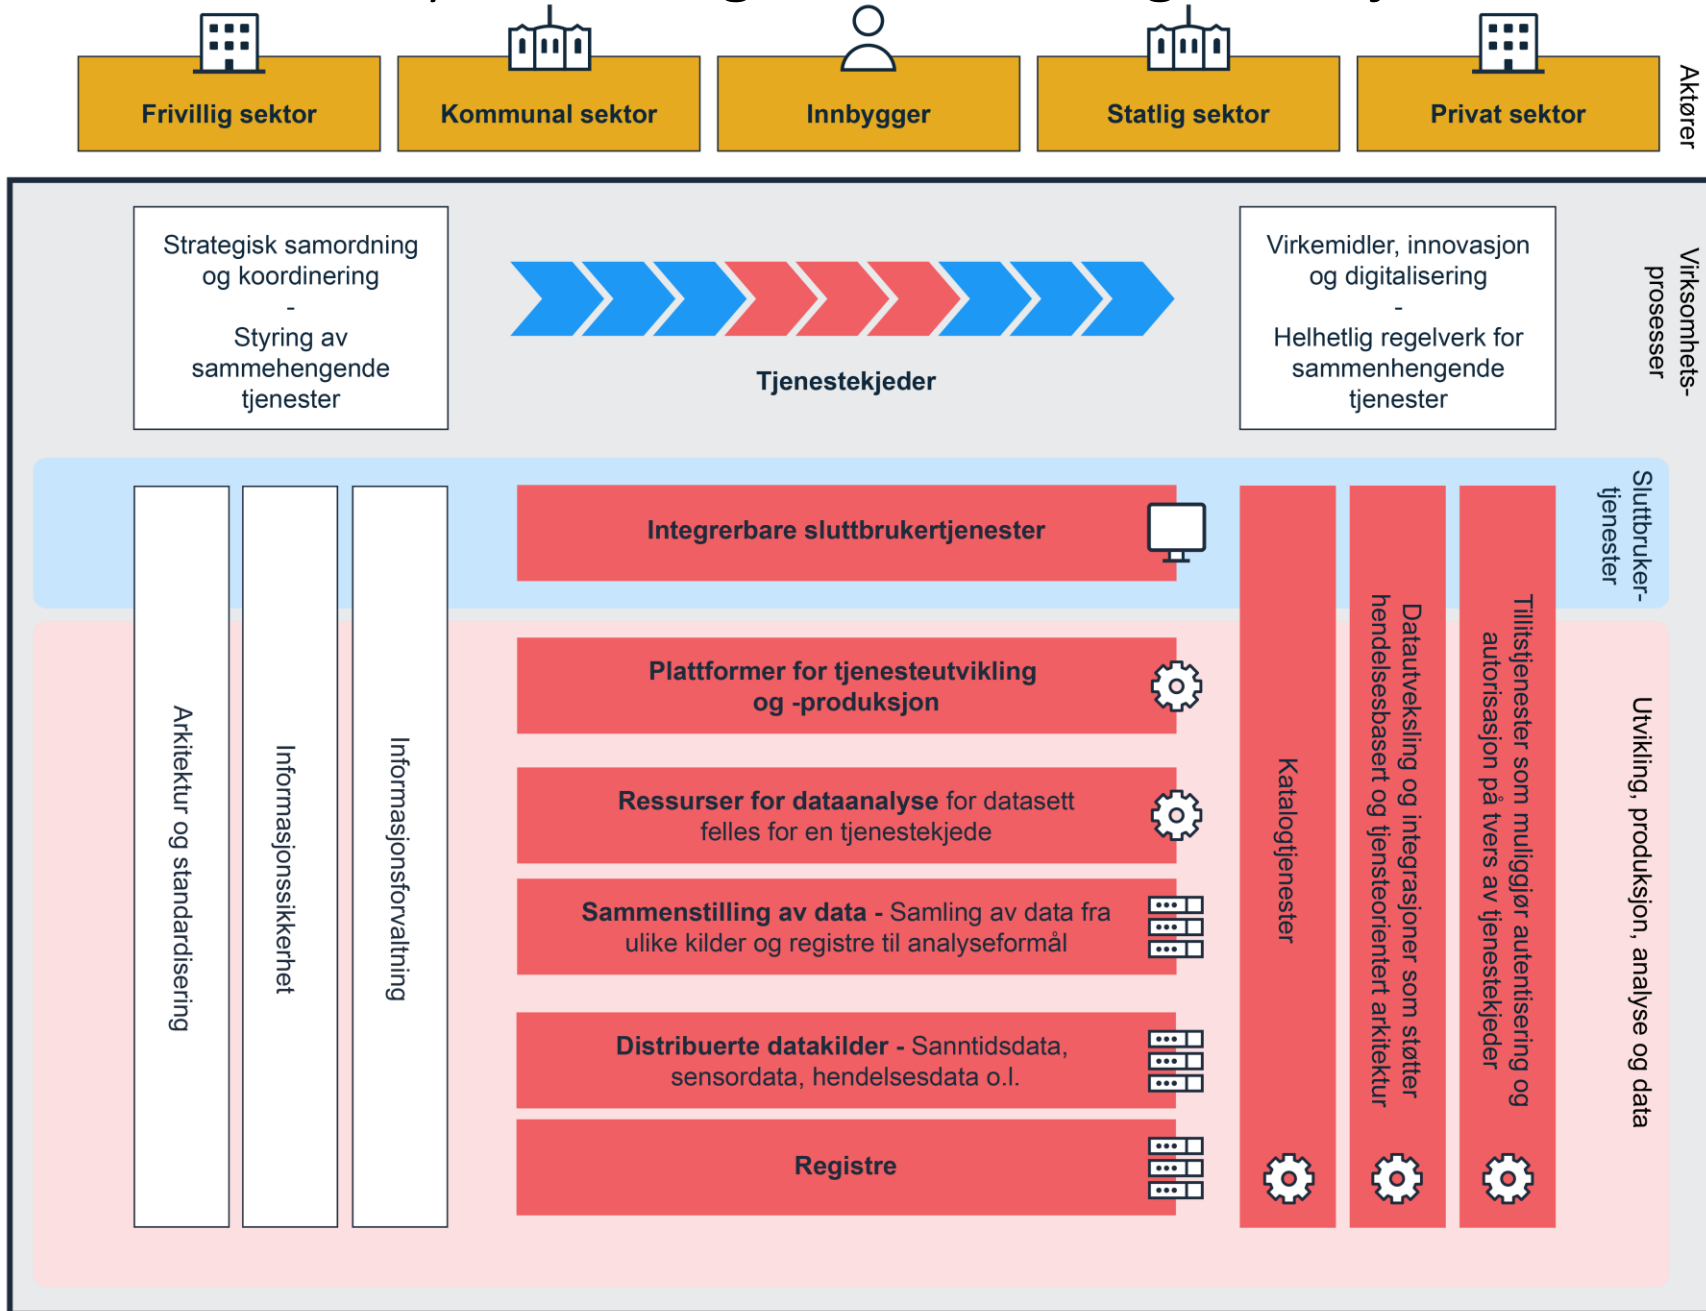 Frivillig sektor
Kommunal sektor
Innbygger
Statlig sektor
Privat sektor
Aktører
Strategisk samordning
og koordinering
-
Styring av
sammehengende
tjenester
Tjenestekjeder
Virkemidler, innovasjon
og digitalisering
-
Helhetlig regelverk for
sammenhengende
tjenester
Virksomhets-
prosesser
Arkitektur og standardisering
Informasjonssikkerhet
Informasjonsforvaltning
Integrerbare sluttbrukertjenester
Plattformer for tjenesteutvikling
og -produksjon
Ressurser for dataanalyse for datasett
felles for en tjenestekjede
Sammenstilling av data - Samling av data fra
ulike kilder og registre til analyseformål
Distribuerte datakilder - Sanntidsdata,
sensordata, hendelsesdata o.l.
Registre
Katalogtjenester
Datautveksling og integrasjoner som støtter
hendelsesbasert og tjensteorientert arkitektur
Tillitstjenester som muliggjør autentisering og
autorisasjon på tvers av tjenestekjeder
Sluttbruker-
tjenester
Utvikling, produksjon, analyse og data